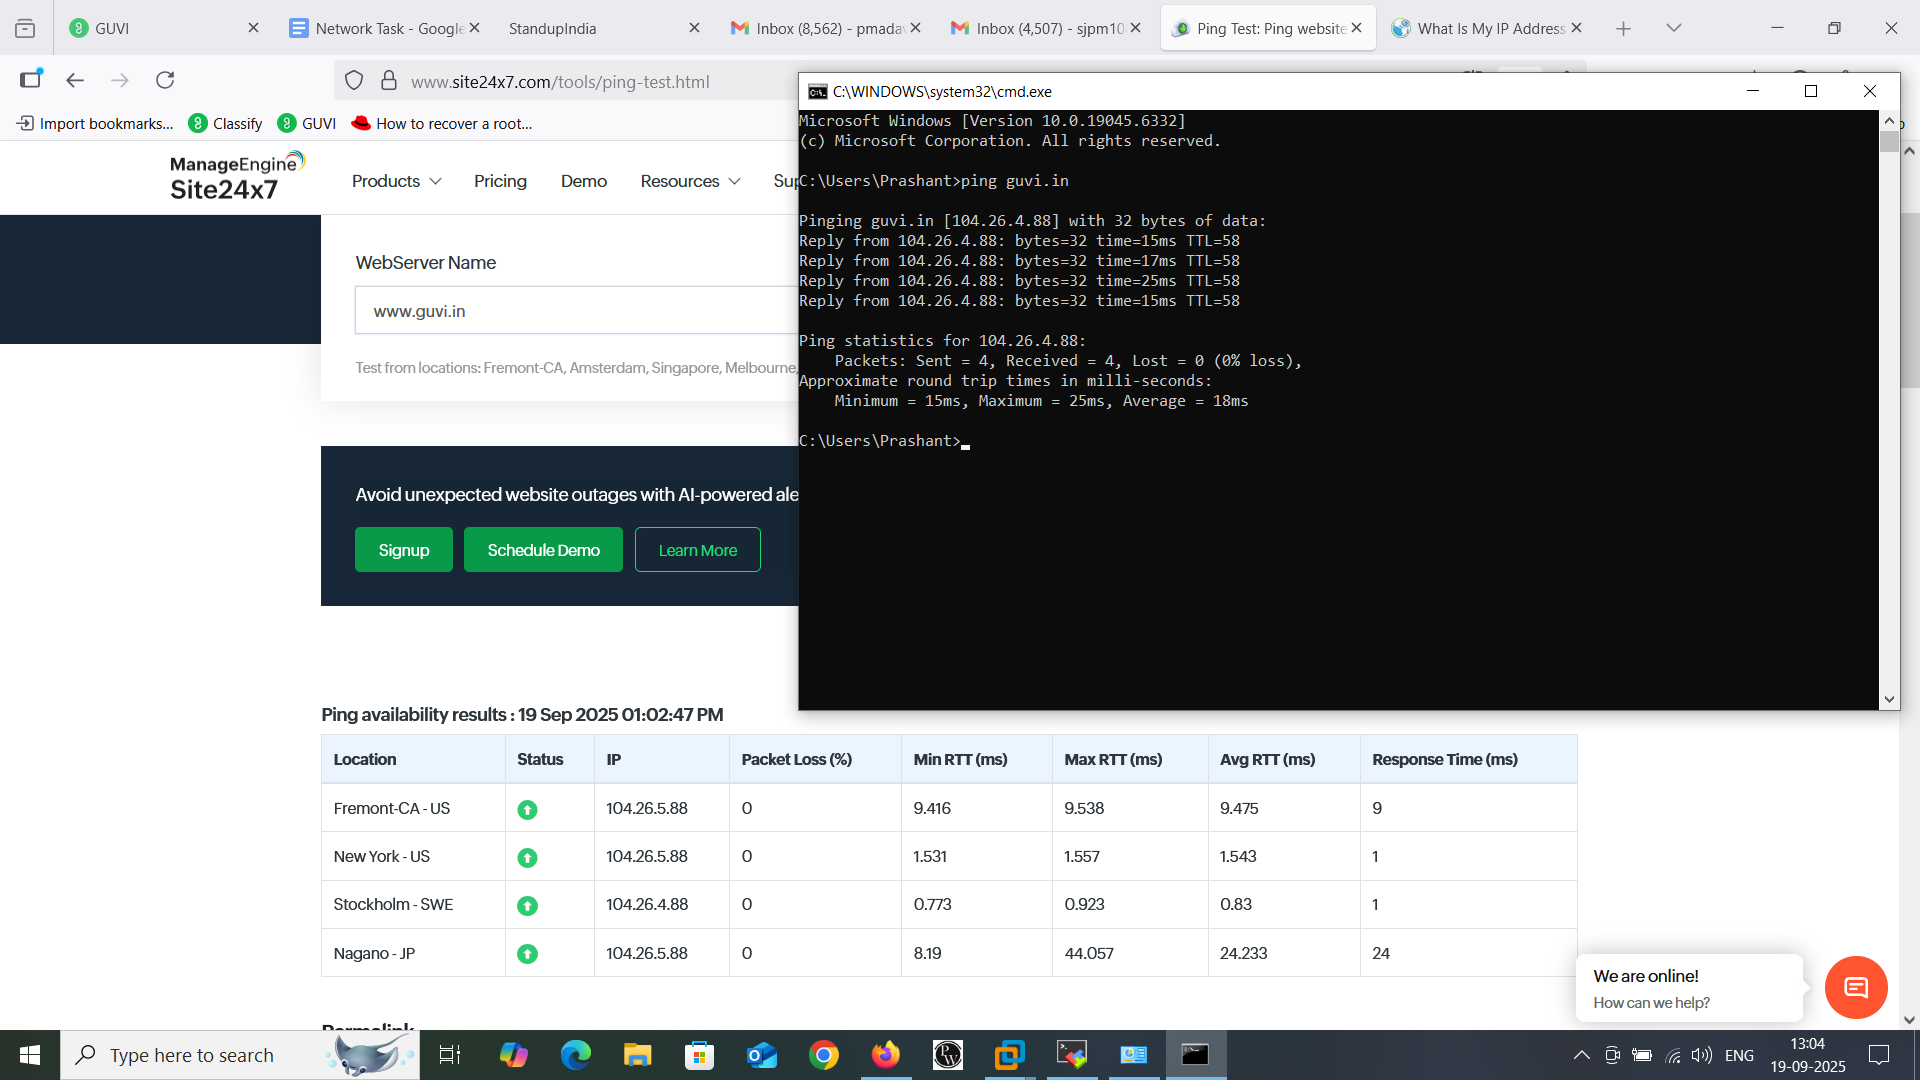 GUVI
Network Task - Google
StandupIndia
Inbox (8,562) - pmada
Inbox (4,507) - sjpm10
Ping Test: Ping website
What Is My IP Address
www.site24x7.com/tools/ping-test.html
Import bookmarks...
Classify
GUVI
How to recover a root...
ManageEngine
Site24x7
Products
Pricing
Demo
Resources
Sup
WebServer Name
www.guvi.in
Test from locations: Fremont-CA, Amsterdam, Singapore, Melbourne,
Avoid unexpected website outages with AI-powered ale
Signup
Schedule Demo
Learn More
C:\WINDOWS\system32\cmd.exe
Microsoft Windows [Version 10.0.19045.6332]
(c) Microsoft Corporation. All rights reserved.
C:\Users\Prashant>ping guvi.in
Pinging guvi.in [104.26.4.88] with 32 bytes of data:
Reply from 104.26.4.88: bytes=32 time=15ms TTL=58
Reply from 104.26.4.88: bytes=32 time=17ms TTL=58
Reply from 104.26.4.88: bytes=32 time=25ms TTL=58
Reply from 104.26.4.88: bytes=32 time=15ms TTL=58
Ping statistics for 104.26.4.88:
Packets: Sent = 4, Received = 4, Lost = 0 (0% loss),
Approximate round trip times in milli-seconds:
Minimum = 15ms, Maximum = 25ms, Average = 18ms
C:\Users\Prashant>
Ping availability results : 19 Sep 2025 01:02:47 PM
Location Status IP Packet Loss (%) Min RTT (ms) Max RTT (ms) Avg RTT (ms) Response Time (ms)
Fremont-CA - US 104.26.5.88 0 9.416 9.538 9.475 9
New York - US 104.26.5.88 0 1.531 1.557 1.543 1
Stockholm - SWE 104.26.4.88 0 0.773 0.923 0.83 1
Nagano - JP 104.26.5.88 0 8.19 44.057 24.233 24
Permalink
We are online!
How can we help?
Type here to search
ENG
13:04
19-09-2025